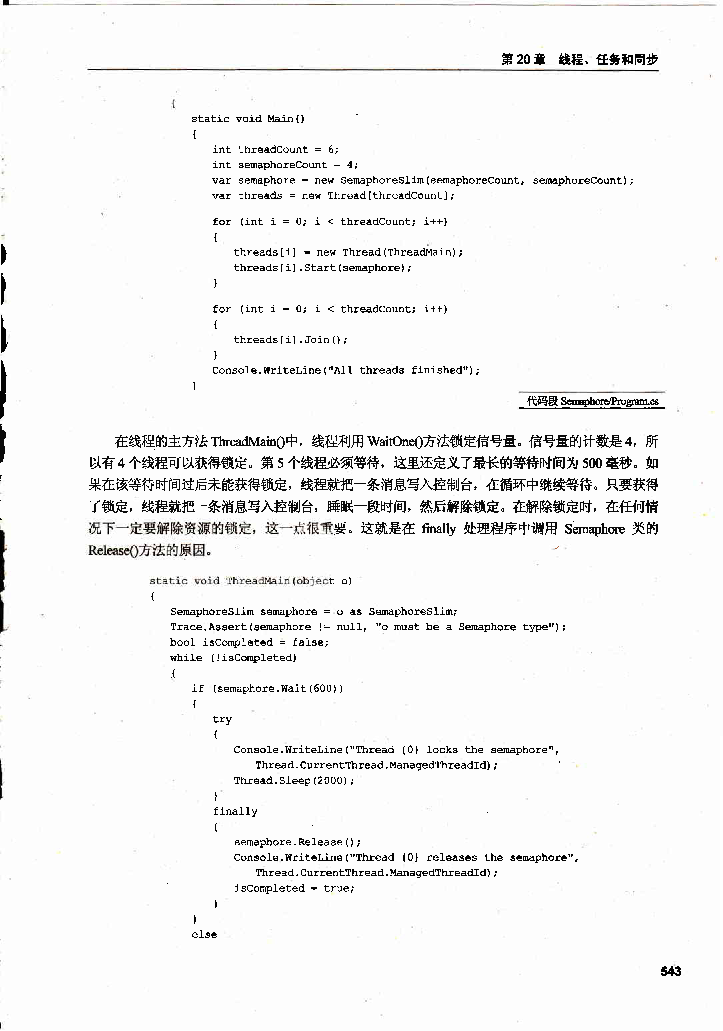 第20章 线程、任务和同步
{
static void Main()
{
int threadCount = 6;
int semaphoreCount = 4;
var semaphore = new SemaphoreSlim(semaphoreCount, semaphoreCount);
var threads = new Thread[threadCount];
for (int i = 0; i < threadCount; i++)
{
threads[i] = new Thread(ThreadMain);
threads[i].Start(semaphore);
}
for (int i = 0; i < threadCount; i++)
{
threads[i].Join();
}
Console.WriteLine("All threads finished");
}
代码段 Semaphore/Program.cs
在线程的主方法 ThreadMain()中，线程利用 WaitOne()方法锁定信号量。信号量的计数是 4，所
以有 4 个线程可以获得锁定。第 5 个线程必须等待，这里还定义了最长的等待时间为 500 毫秒。如
果在该等待时间过后未能获得锁定，线程就把一条消息写入控制台，在循环中继续等待。只要获得
了锁定，线程就把一条消息写入控制台，睡眠一段时间，然后解除锁定。在解除锁定时，在任何情
况下一定要解除资源的锁定，这一点很重要。这就是在 finally 处理程序中调用 Semaphore 类的
Release()方法的原因。
static void ThreadMain(object o)
{
SemaphoreSlim semaphore = o as SemaphoreSlim;
Trace.Assert(semaphore != null, "o must be a Semaphore type");
bool isCompleted = false;
while (!isCompleted)
{
if (semaphore.Wait(600))
{
try
{
Console.WriteLine("Thread {0} locks the semaphore",
Thread.CurrentThread.ManagedThreadId);
Thread.Sleep(2000);
}
finally
{
semaphore.Release();
Console.WriteLine("Thread {0} releases the semaphore",
Thread.CurrentThread.ManagedThreadId);
isCompleted = true;
}
}
else
543